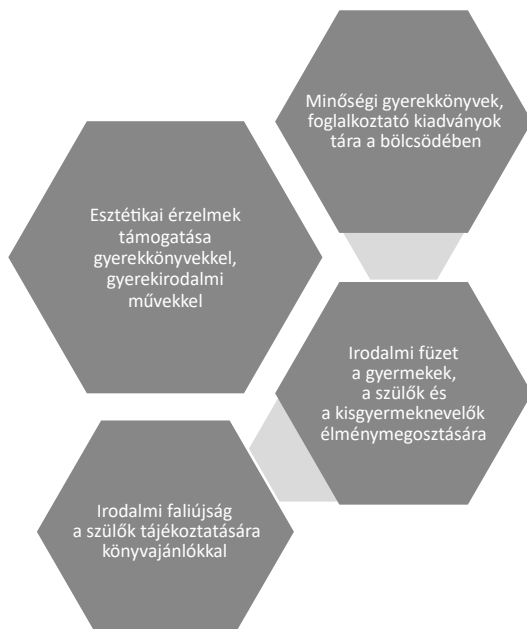 Minőségi gyerekkönyvek,
foglalkoztató kiadványok
tára a bölcsödében
Esztétikai érzelmek
támogatása
gyerekkönyvekkel,
gyerekirodalmi
művekkel
Irodalmi füzet
a gyermekek,
a szülők és
a kisgyermeknevelők
élménymegosztására
Irodalmi faliújság
a szülők tájékoztatására
könyvajánlókkal